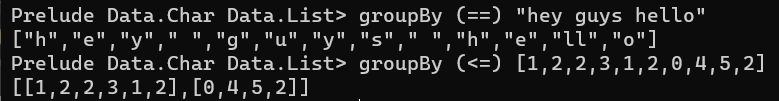 Prelude Data.Char Data.List> groupBy (==) "hey guys hello"
["h","e","y"," ","g","u","y","s"," ","h","e","ll","o"]
Prelude Data.Char Data.List> groupBy (<=) [1,2,2,3,1,2,0,4,5,2]
[[1,2,2,3,1,2],[0,4,5,2]]